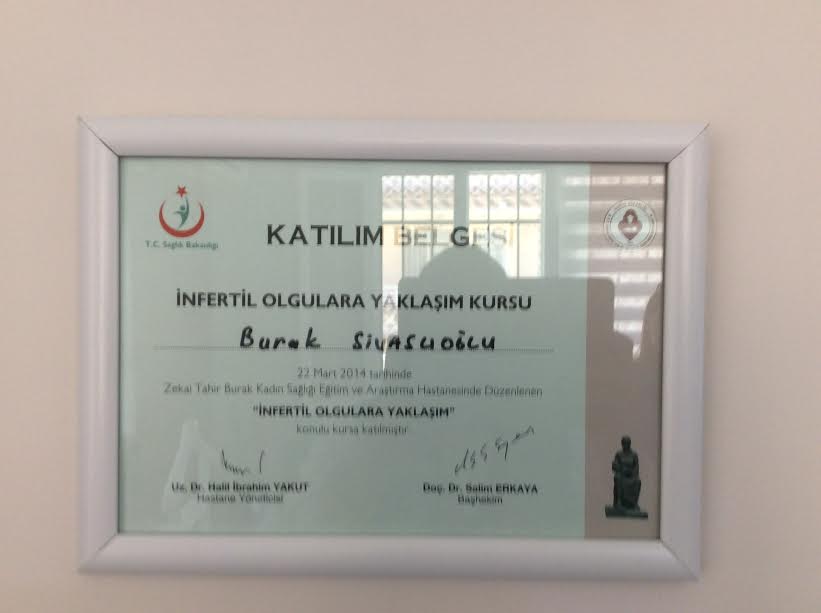 T.C. Sağlık Bakanlığı
KATILIM BELGESİ
İNFERTİL OLGULARA YAKLAŞIM KURSU
Burak SİVASLIOĞLU
22 Mart 2014 tarihinde
Zekai Tahir Burak Kadın Sağlığı Eğitim ve Araştırma Hastanesinde Düzenlenen
"İNFERTİL OLGULARA YAKLAŞIM"
konulu kursa katılmıştır.
Uz. Dr. Halil İbrahim YAKUT
Hastane Yöneticisi
Doç. Dr. Salim ERKAYA
Başhekim